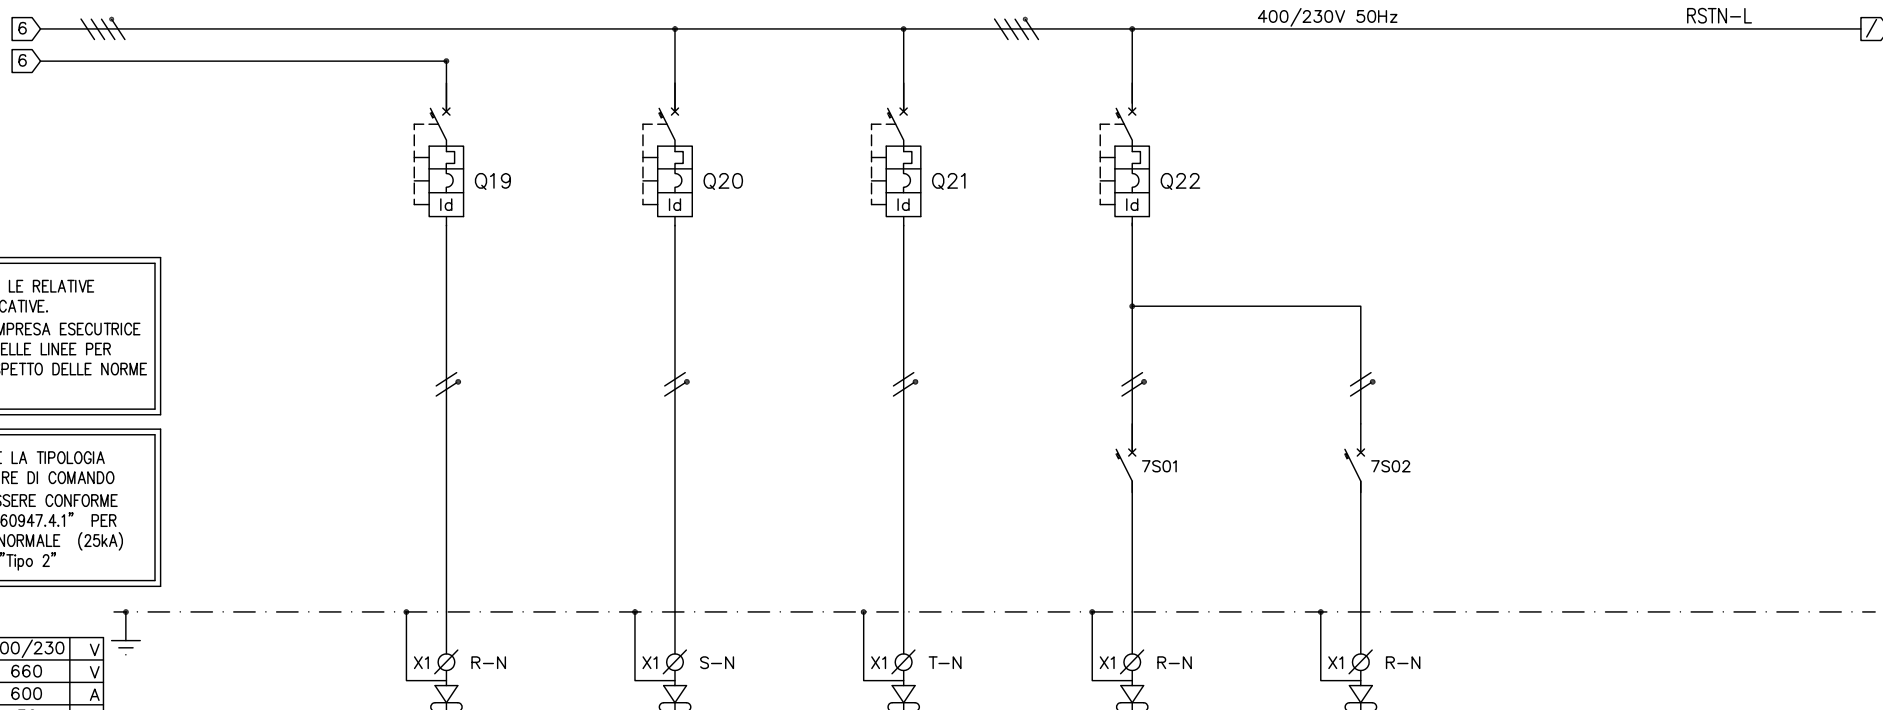 6
400/230V 50Hz
RSTN-L
6
Q19
Q20
Q21
Q22
Id
Id
Id
Id
LE RELATIVE
CATIVE.
MPRESA ESECUTRICE
ELLE LINEE PER
SPETTO DELLE NORME
E LA TIPOLOGIA
RE DI COMANDO
SSERE CONFORME
60947.4.1" PER
NORMALE (25kA)
"Tipo 2"
7S01
7S02
00/230 V
660 V
600 A
X1 R-N
X1 S-N
X1 T-N
X1 R-N
X1 R-N